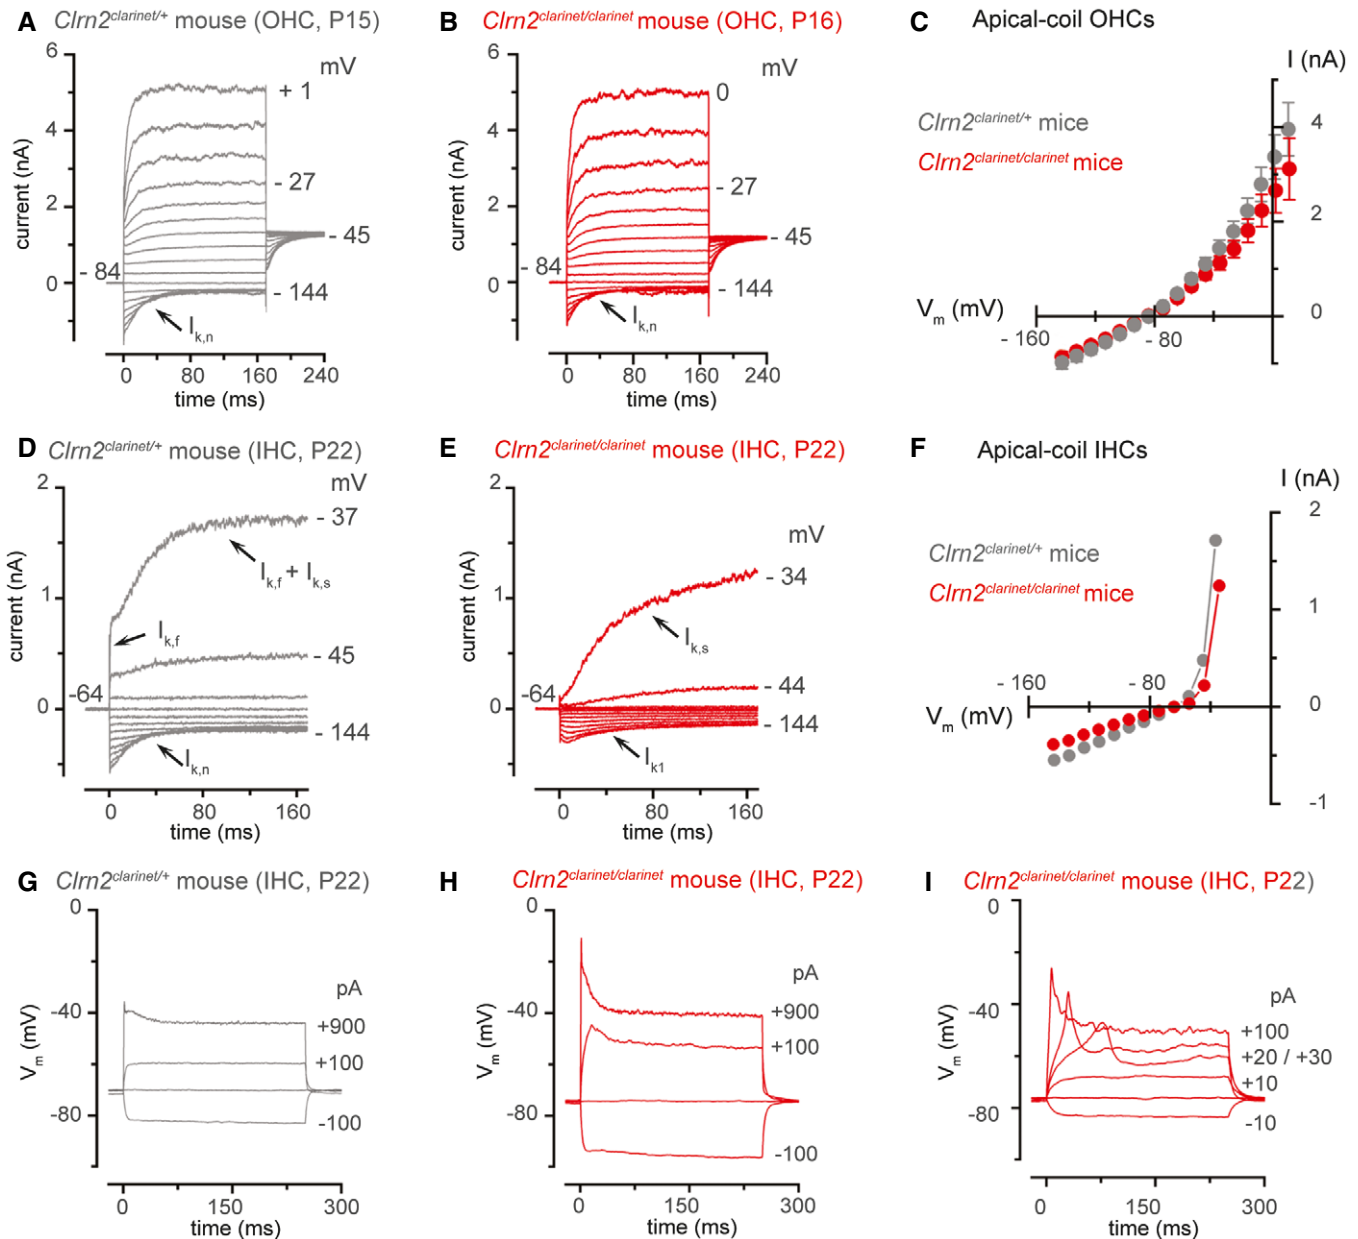 A Clrn2clarinet/+ mouse (OHC, P15)
mV
6
4
2
0
current (nA)
+ 1
- 27
- 45
- 84
- 144
Ik,n
0 80 160 240
time (ms)
B Clrn2clarinet/clarinet mouse (OHC, P16)
mV
6
4
2
0
current (nA)
0
- 27
- 45
- 84
- 144
Ik,n
0 80 160 240
time (ms)
C Apical-coil OHCs
I (nA)
Clrn2clarinet/+ mice
Clrn2clarinet/clarinet mice
4
2
0
Vm (mV)
- 160 - 80
D Clrn2clarinet/+ mouse (IHC, P22)
mV
2
1
0
current (nA)
- 37
Ik,f + Ik,s
Ik,f
- 45
-64
- 144
Ik,n
0 80 160
time (ms)
E Clrn2clarinet/clarinet mouse (IHC, P22)
mV
2
1
0
current (nA)
- 34
Ik,s
- 44
-64
- 144
Ik1
0 80 160
time (ms)
F Apical-coil IHCs
I (nA)
2
1
0
-1
Clrn2clarinet/+ mice
Clrn2clarinet/clarinet mice
- 160 - 80
Vm (mV)
G Clrn2clarinet/+ mouse (IHC, P22)
0
-40
-80
Vm (mV)
pA
+900
+100
-100
0 150 300
time (ms)
H Clrn2clarinet/clarinet mouse (IHC, P22)
0
-40
-80
Vm (mV)
pA
+900
+100
-100
0 150 300
time (ms)
I Clrn2clarinet/clarinet mouse (IHC, P22)
0
-40
-80
Vm (mV)
pA
+100
+20 / +30
+10
-10
0 150 300
time (ms)